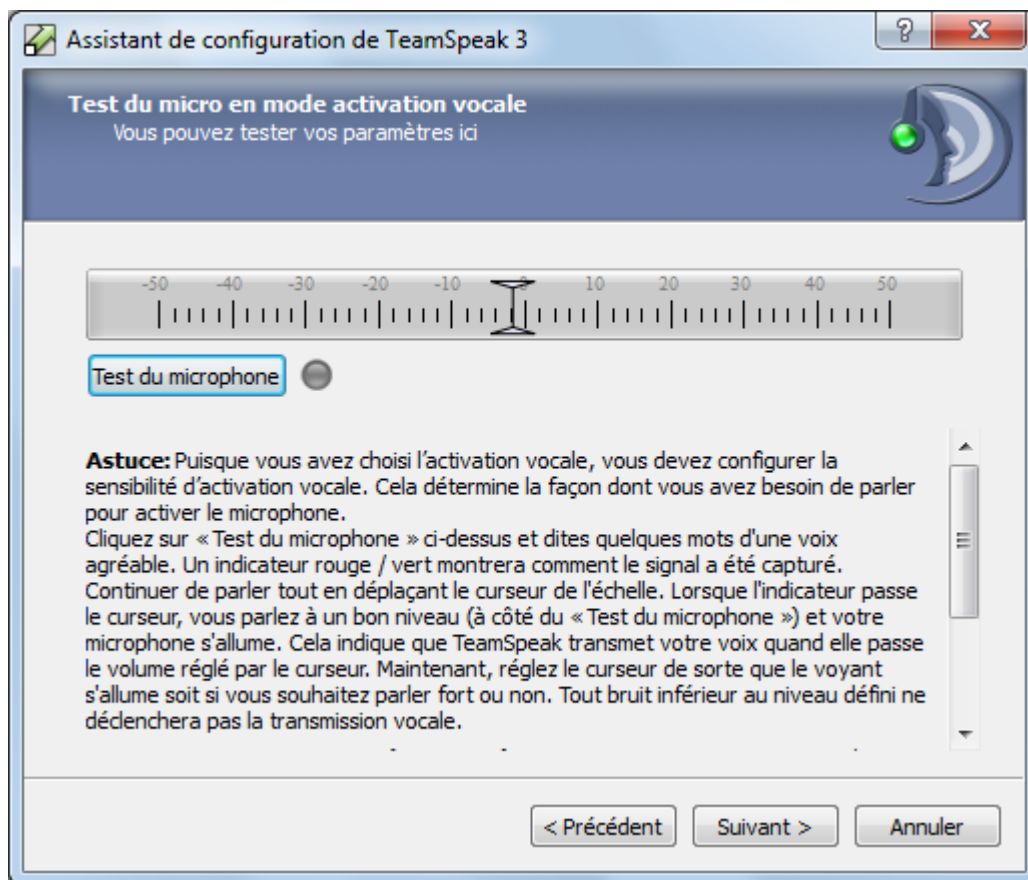 Assistant de configuration de TeamSpeak 3
Test du micro en mode activation vocale
Vous pouvez tester vos paramètres ici
-50 -40 -30 -20 -10 0 10 20 30 40 50
Test du microphone
Astuce: Puisque vous avez choisi l’activation vocale, vous devez configurer la
sensibilité d’activation vocale. Cela détermine la façon dont vous avez besoin de parler
pour activer le microphone.
Cliquez sur « Test du microphone » ci-dessus et dites quelques mots d'une voix
agréable. Un indicateur rouge / vert montrera comment le signal a été capturé.
Continuer de parler tout en déplaçant le curseur de l'échelle. Lorsque l'indicateur passe
le curseur, vous parlez à un bon niveau (à côté du « Test du microphone ») et votre
microphone s'allume. Cela indique que TeamSpeak transmet votre voix quand elle passe
le volume réglé par le curseur. Maintenant, réglez le curseur de sorte que le voyant
s'allume soit si vous souhaitez parler fort ou non. Tout bruit inférieur au niveau défini ne
déclenchera pas la transmission vocale.
< Précédent Suivant > Annuler